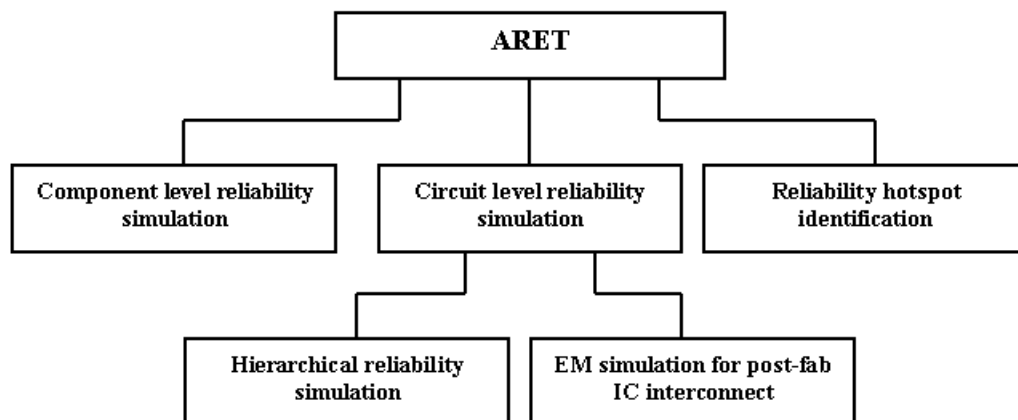 ARET
Component level reliability
simulation
Circuit level reliability
simulation
Reliability hotspot
identification
Hierarchical reliability
simulation
EM simulation for post-fab
IC interconnect